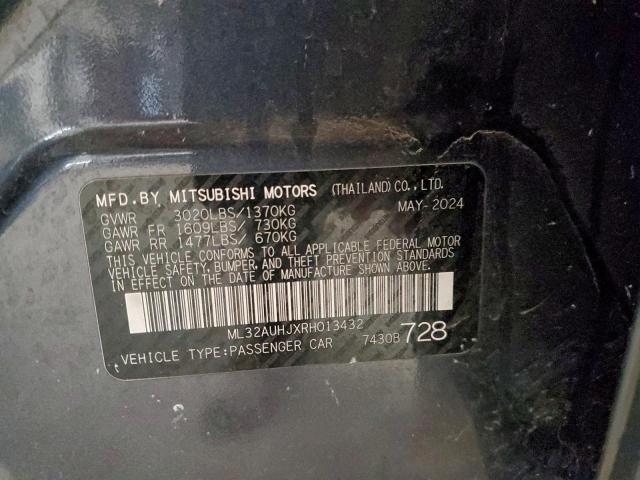 MFD.BY MITSUBISHI MOTORS (THAILAND) CO., LTD.
GVWR 3020LBS/1370KG MAY-2024
GAWR FR 1609LBS/ 730KG
GAWR RR 1477LBS/ 670KG
THIS VEHICLE CONFORMS TO ALL APPLICABLE FEDERAL MOTOR
VEHICLE SAFETY, BUMPER, AND THEFT PREVENTION STANDARDS
IN EFFECT ON THE DATE OF MANUFACTURE SHOWN ABOVE.
ML32AUHJXRH013432
VEHICLE TYPE:PASSENGER CAR 7430B 728